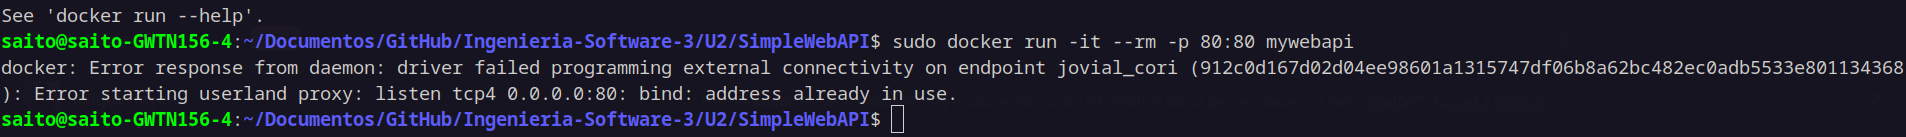 See 'docker run --help'.
saito@saito-GWTN156-4:~/Documentos/GitHub/Ingenieria-Software-3/U2/SimpleWebAPI$ sudo docker run -it --rm -p 80:80 mywebapi
docker: Error response from daemon: driver failed programming external connectivity on endpoint jovial_cori (912c0d167d02d04ee98601a1315747df06b8a62bc482ec0adb5533e801134368
): Error starting userland proxy: listen tcp4 0.0.0.0:80: bind: address already in use.
saito@saito-GWTN156-4:~/Documentos/GitHub/Ingenieria-Software-3/U2/SimpleWebAPI$